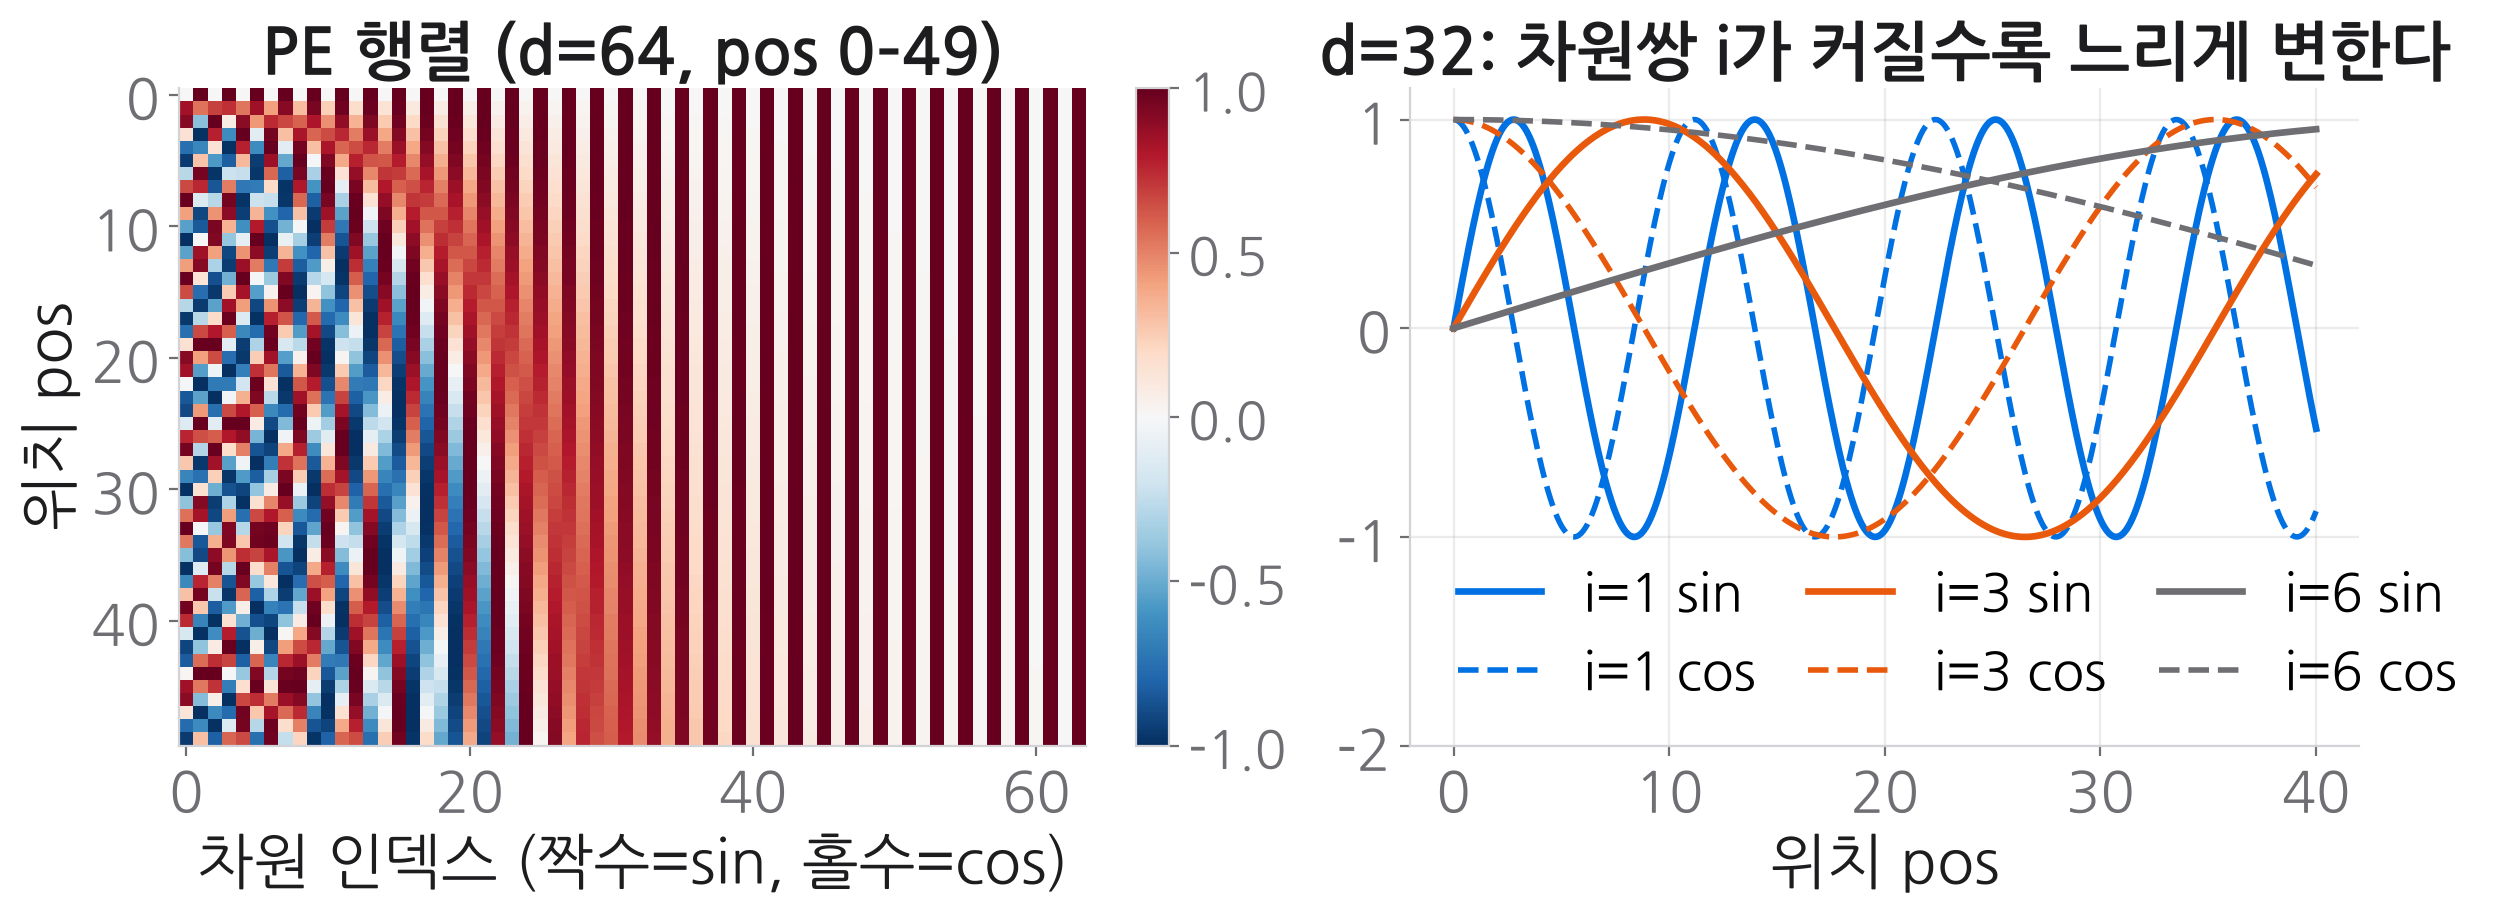 PE 행렬 (d=64, pos 0-49)
0
10
20
30
40
위치 pos
0
20
40
60
차원 인덱스 (짝수=sin, 홀수=cos)
1.0
0.5
0.0
-0.5
-1.0
d=32: 차원쌍 i가 커질수록 느리게 변한다
1
0
-1
-2
i=1 sin
i=3 sin
i=6 sin
i=1 cos
i=3 cos
i=6 cos
0
10
20
30
40
위치 pos